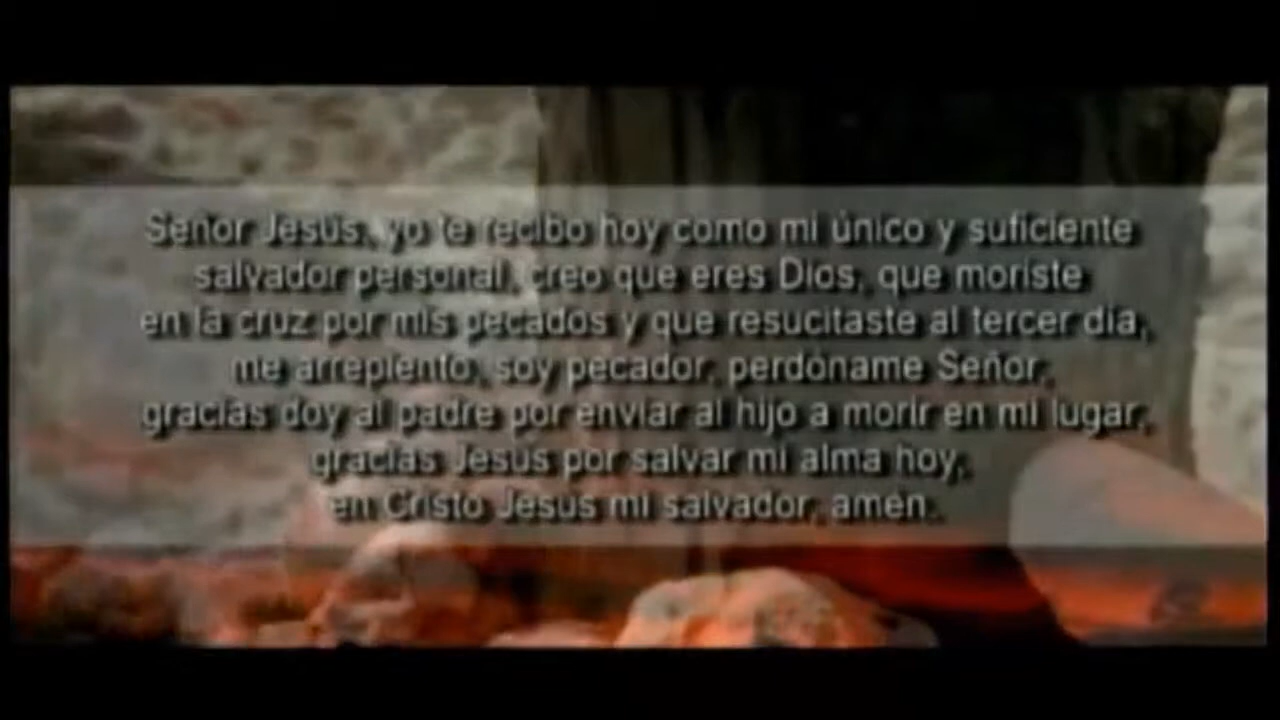 Señor Jesús, yo te recibo hoy como mi único y suficiente
salvador personal, creo que eres Dios, que moriste
en la cruz por mis pecados y que resucitaste al tercer día,
me arrepiento, soy pecador, perdóname Señor,
gracias doy al padre por enviar al hijo a morir en mi lugar,
gracias Jesús por salvar mi alma hoy,
en Cristo Jesús mi salvador, amén.